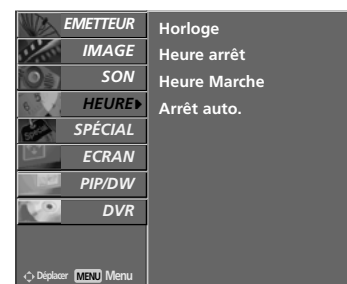 EMETTEUR
IMAGE
SON
HEURE
SPÉCIAL
ECRAN
PIP/DW
DVR
Déplacer MENU Menu
Horloge
Heure arrêt
Heure Marche
Arrêt auto.